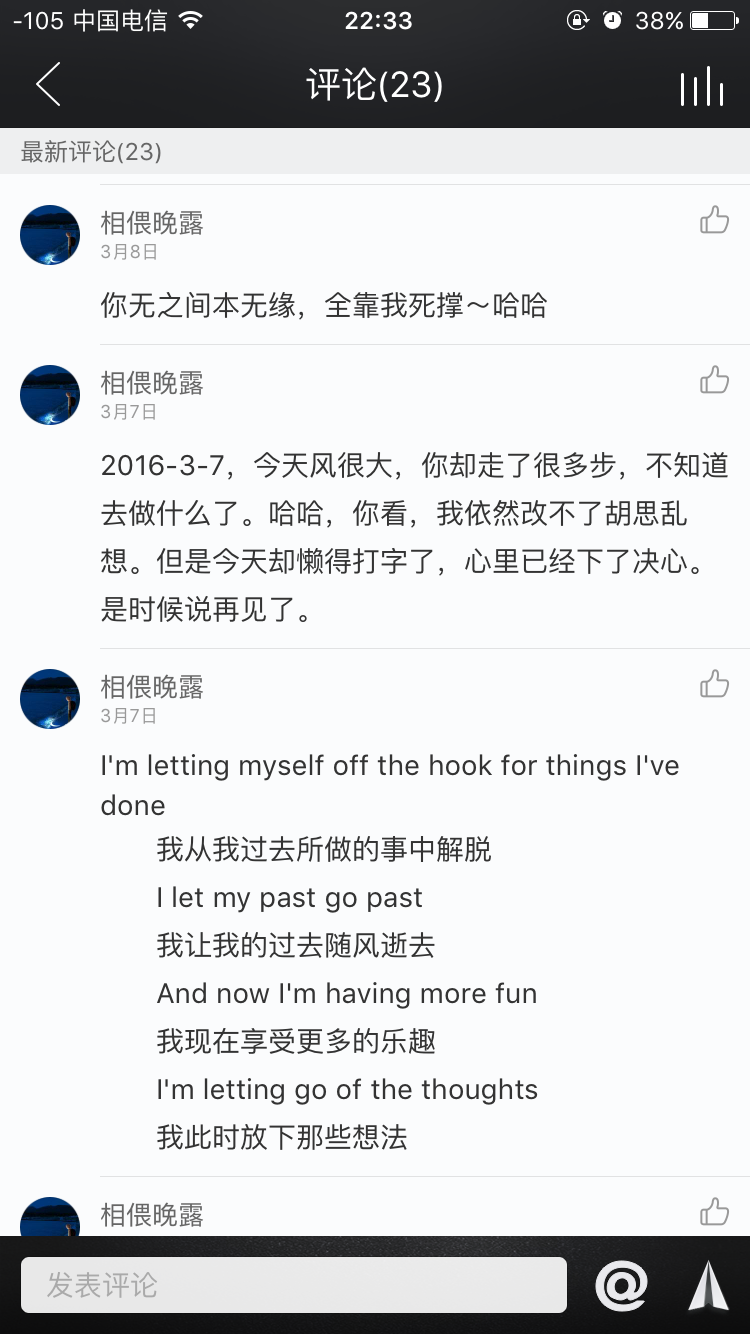 -105 中国电信 22:33 38%
评论(23)
最新评论(23)
相偎晚露
3月8日
你无之间本无缘，全靠我死撑～哈哈
相偎晚露
3月7日
2016-3-7，今天风很大，你却走了很多步，不知道
去做什么了。哈哈，你看，我依然改不了胡思乱
想。但是今天却懒得打字了，心里已经下了决心。
是时候说再见了。
相偎晚露
3月7日
I'm letting myself off the hook for things I've
done
我从我过去所做的事中解脱
I let my past go past
我让我的过去随风逝去
And now I'm having more fun
我现在享受更多的乐趣
I'm letting go of the thoughts
我此时放下那些想法
相偎晚露
发表评论
@